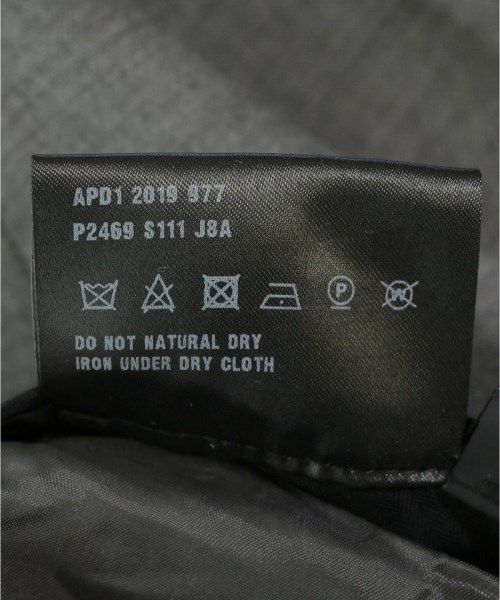 APD1 2019 977
P2469 S111 J8A
P W
DO NOT NATURAL DRY
IRON UNDER DRY CLOTH